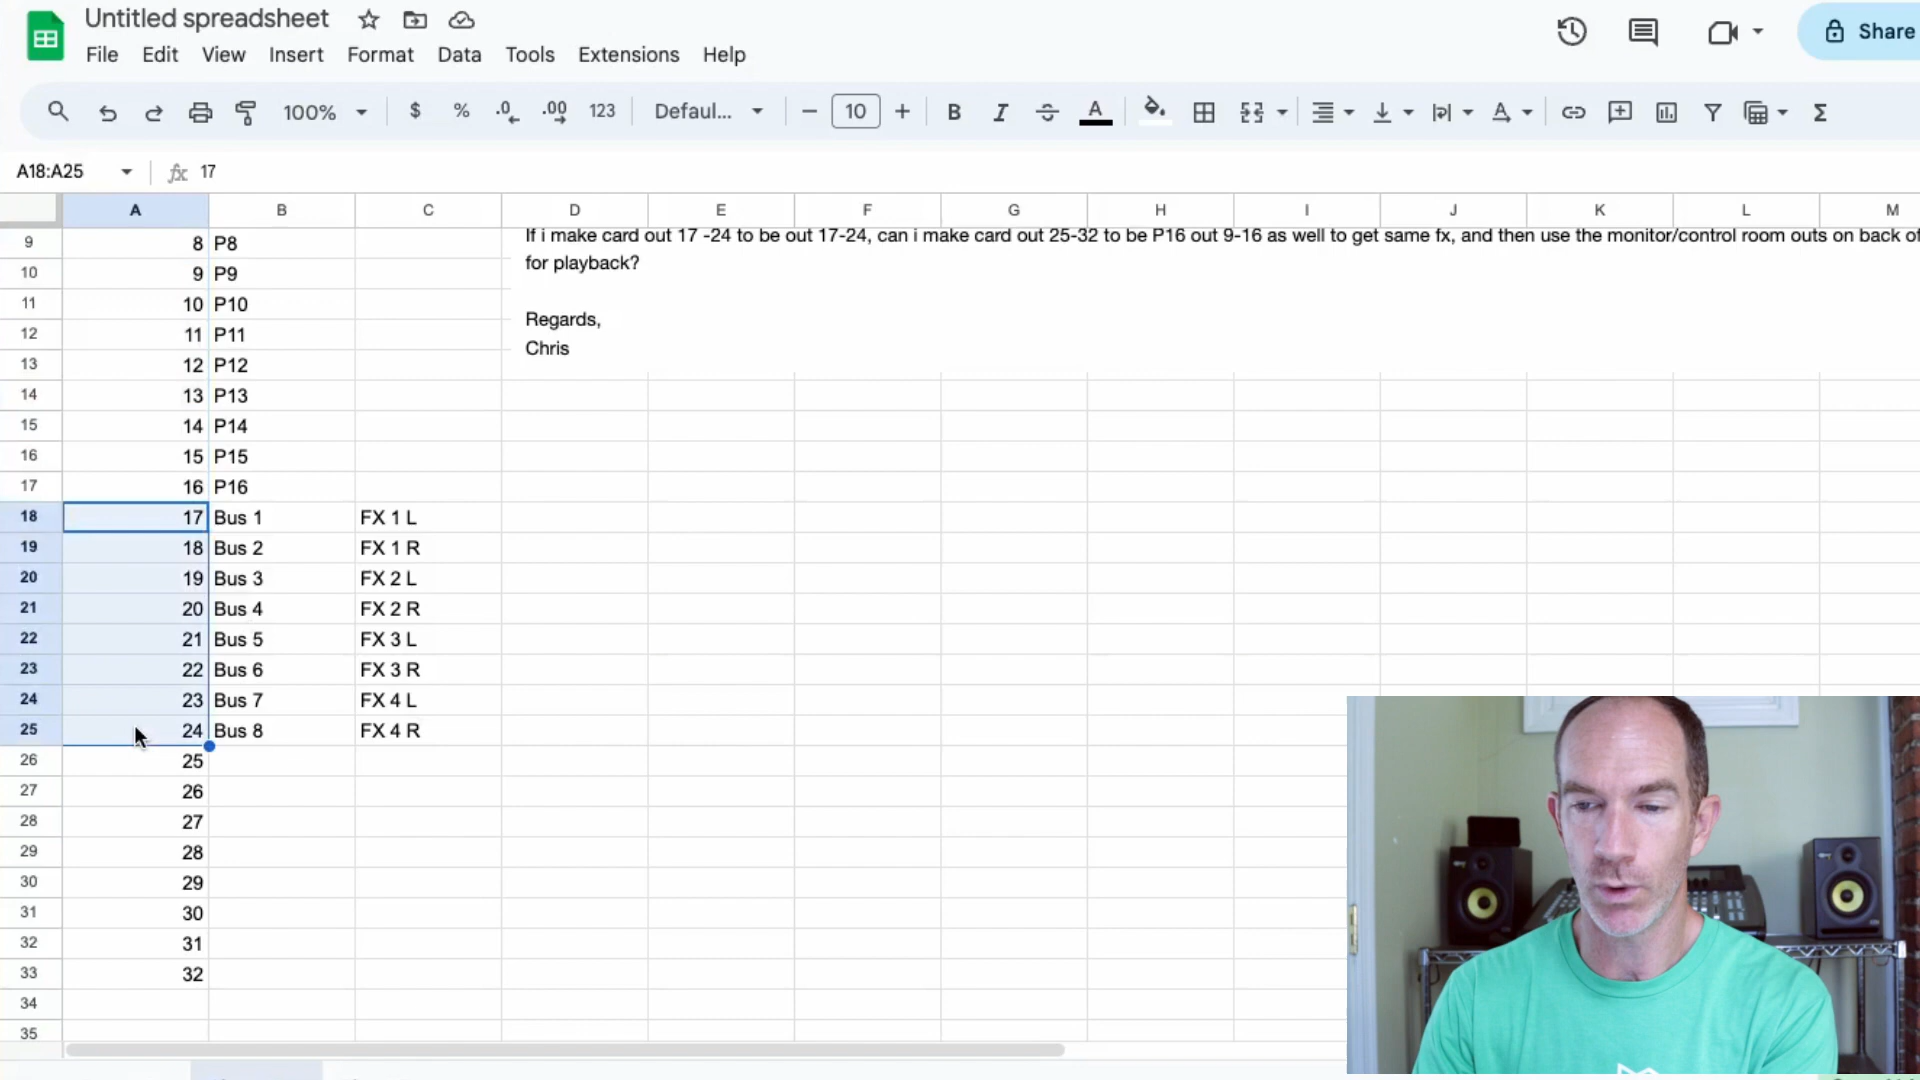 Untitled spreadsheet
File Edit View Insert Format Data Tools Extensions Help
Share
100% $ % .0 .00 123 Defaul... 10 B I A A Σ
A18:A25 fx 17
A B C D E F G H I J K L M
9 8 P8
If i make card out 17 -24 to be out 17-24, can i make card out 25-32 to be P16 out 9-16 as well to get same fx, and then use the monitor/control room outs on back of
for playback?
Regards,
Chris
10 9 P9
11 10 P10
12 11 P11
13 12 P12
14 13 P13
15 14 P14
16 15 P15
17 16 P16
18 17 Bus 1 FX 1 L
19 18 Bus 2 FX 1 R
20 19 Bus 3 FX 2 L
21 20 Bus 4 FX 2 R
22 21 Bus 5 FX 3 L
23 22 Bus 6 FX 3 R
24 23 Bus 7 FX 4 L
25 24 Bus 8 FX 4 R
26 25
27 26
28 27
29 28
30 29
31 30
32 31
33 32
34
35